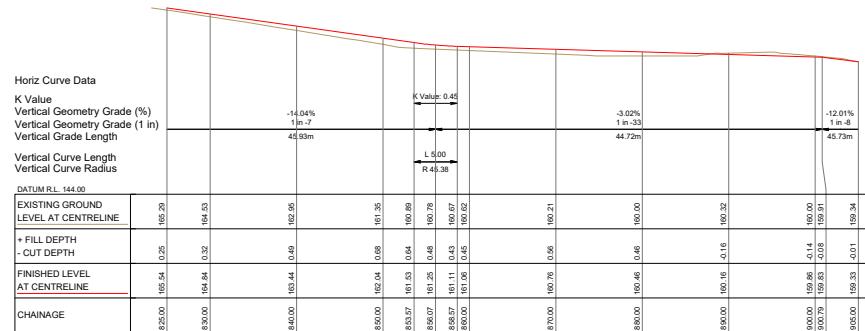 Horiz Curve Data
K Value
K Value: 0.45
Vertical Geometry Grade (%)
-14.04%
-3.02%
-12.01%
Vertical Geometry Grade (1 in)
1 in -7
1 in -33
1 in -8
Vertical Grade Length
45.93m
44.72m
45.73m
Vertical Curve Length
L 5.00
Vertical Curve Radius
R 45.38
DATUM R.L. 144.00
EXISTING GROUND
LEVEL AT CENTRELINE
165.29 164.53 162.95 161.35 160.89 160.78 160.67 160.62 160.21 160.00 160.32 160.00 159.91 159.34
+ FILL DEPTH
- CUT DEPTH
0.25 0.32 0.49 0.68 0.64 0.48 0.43 0.45 0.56 0.46 -0.16 -0.14 -0.08 -0.01
FINISHED LEVEL
AT CENTRELINE
165.54 164.84 163.44 162.04 161.53 161.25 161.11 161.06 160.76 160.46 160.16 159.86 159.83 159.33
CHAINAGE
825.00 830.00 840.00 850.00 853.57 856.07 858.57 860.00 870.00 880.00 890.00 900.00 900.79 905.00